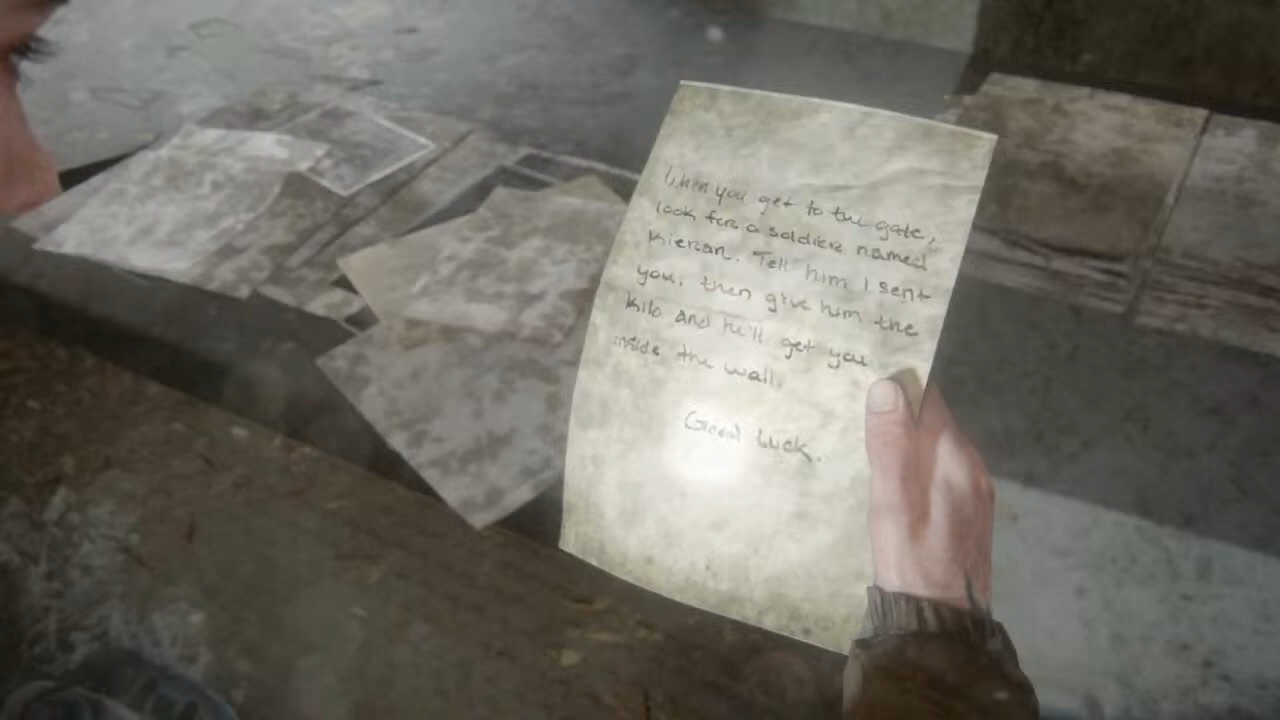 When you get to the gate,
look for a soldier named
Kieran. Tell him I sent
you, then give him the
kilo and he'll get you
inside the wall.
Good Luck.